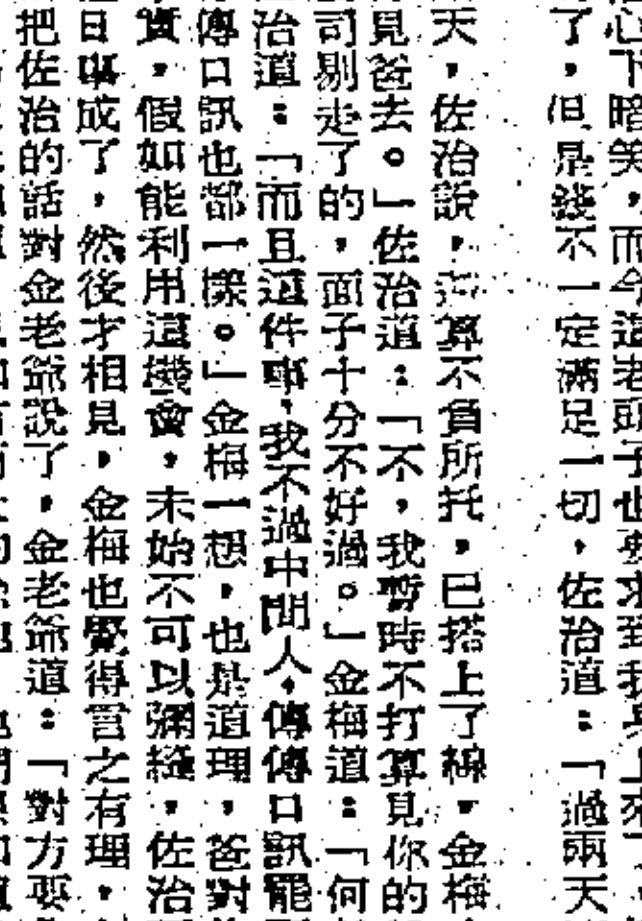 心下暗笑，而今這老頭子也要求到我身上來
了，但是錢不一定滿足一切，佐治道：「過兩天
天，佐治說，算不負所托，已搭上了線，金梅
見爸去。」佐治道：「不，我暫時不打算見你的
司剔走了的，面子十分不好過。」金梅道：「何
治道：「而且這件事，我不過中間人，傳傳口訊罷
傳口訊也都一樣。」金梅一想，也是道理，爸對
實，假如能利用這機會，未始不可以彌縫，佐治
日事成了，然後才相見，金梅也覺得言之有理，
把佐治的話對金老爺說了，金老爺道：「對方要